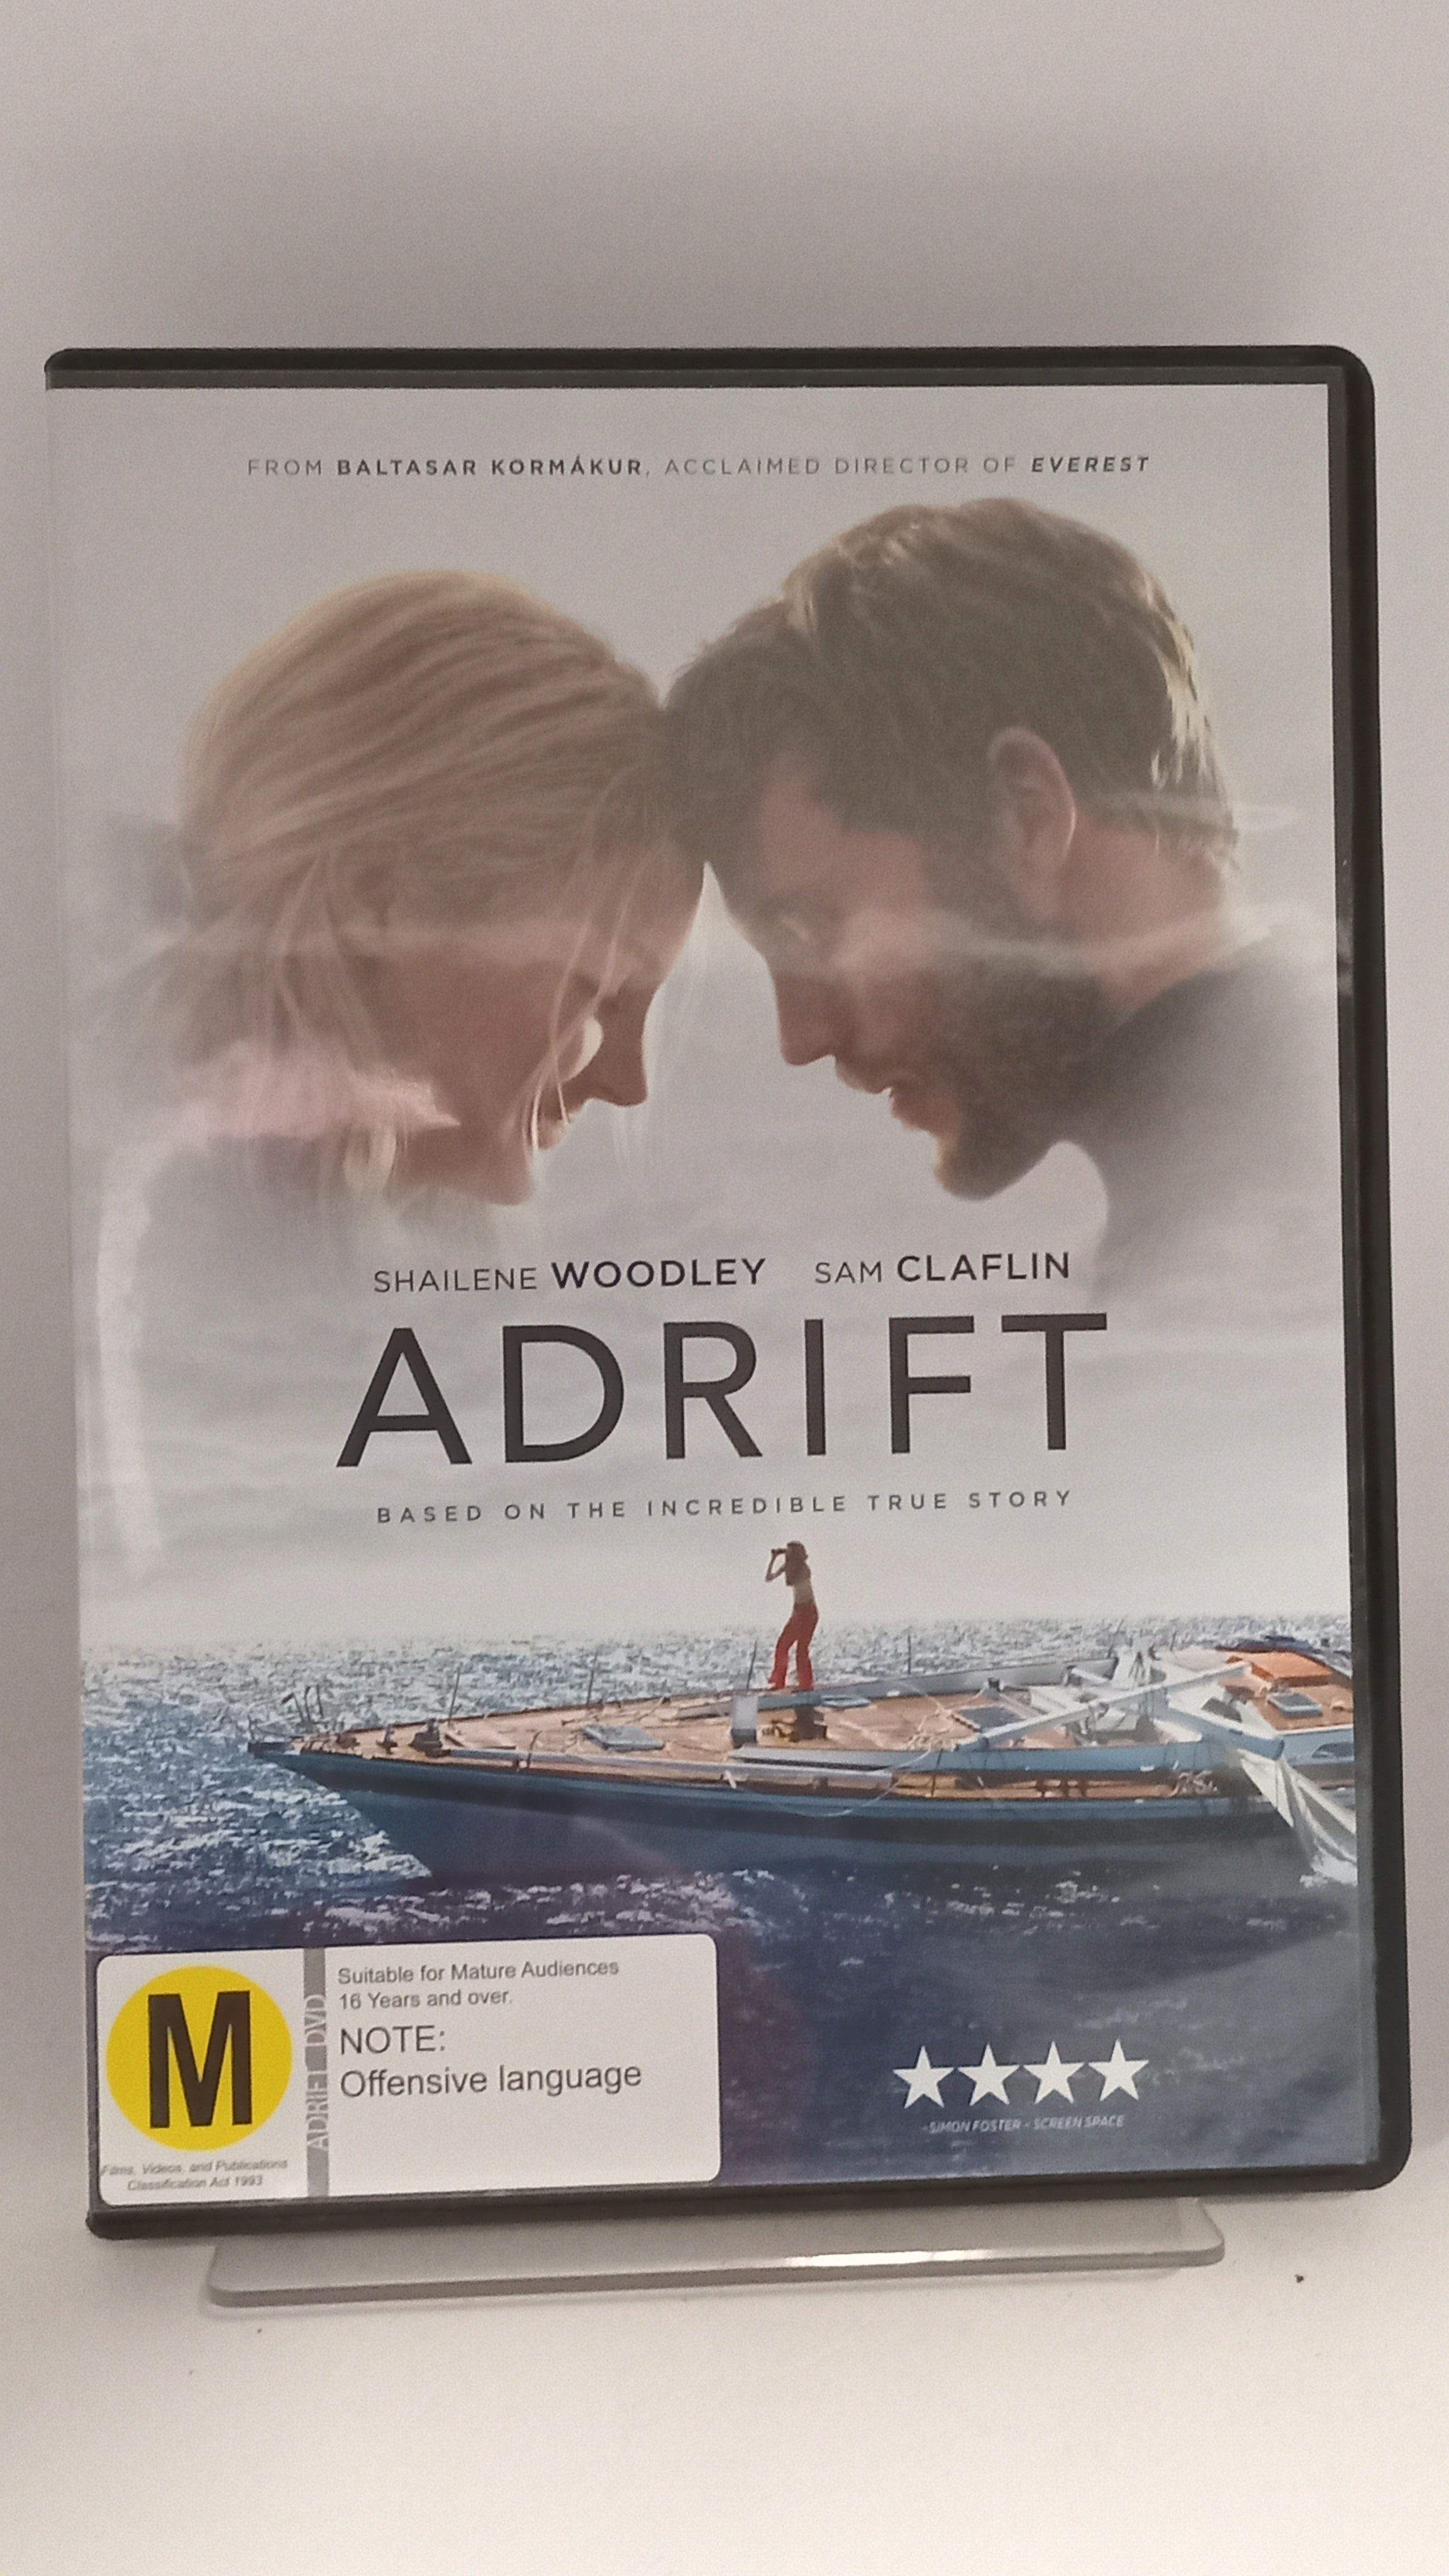 FROM BALTASAR KORMÁKUR, ACCLAIMED DIRECTOR OF EVEREST
SHAILENE WOODLEY SAM CLAFLIN
ADRIFT
BASED ON THE INCREDIBLE TRUE STORY
M
Films, Videos, and Publications
Classification Act 1993
ADRIFT DVD
Suitable for Mature Audiences
16 Years and over.
NOTE:
Offensive language
★★★★
-SIMON FOSTER - SCREEN SPACE